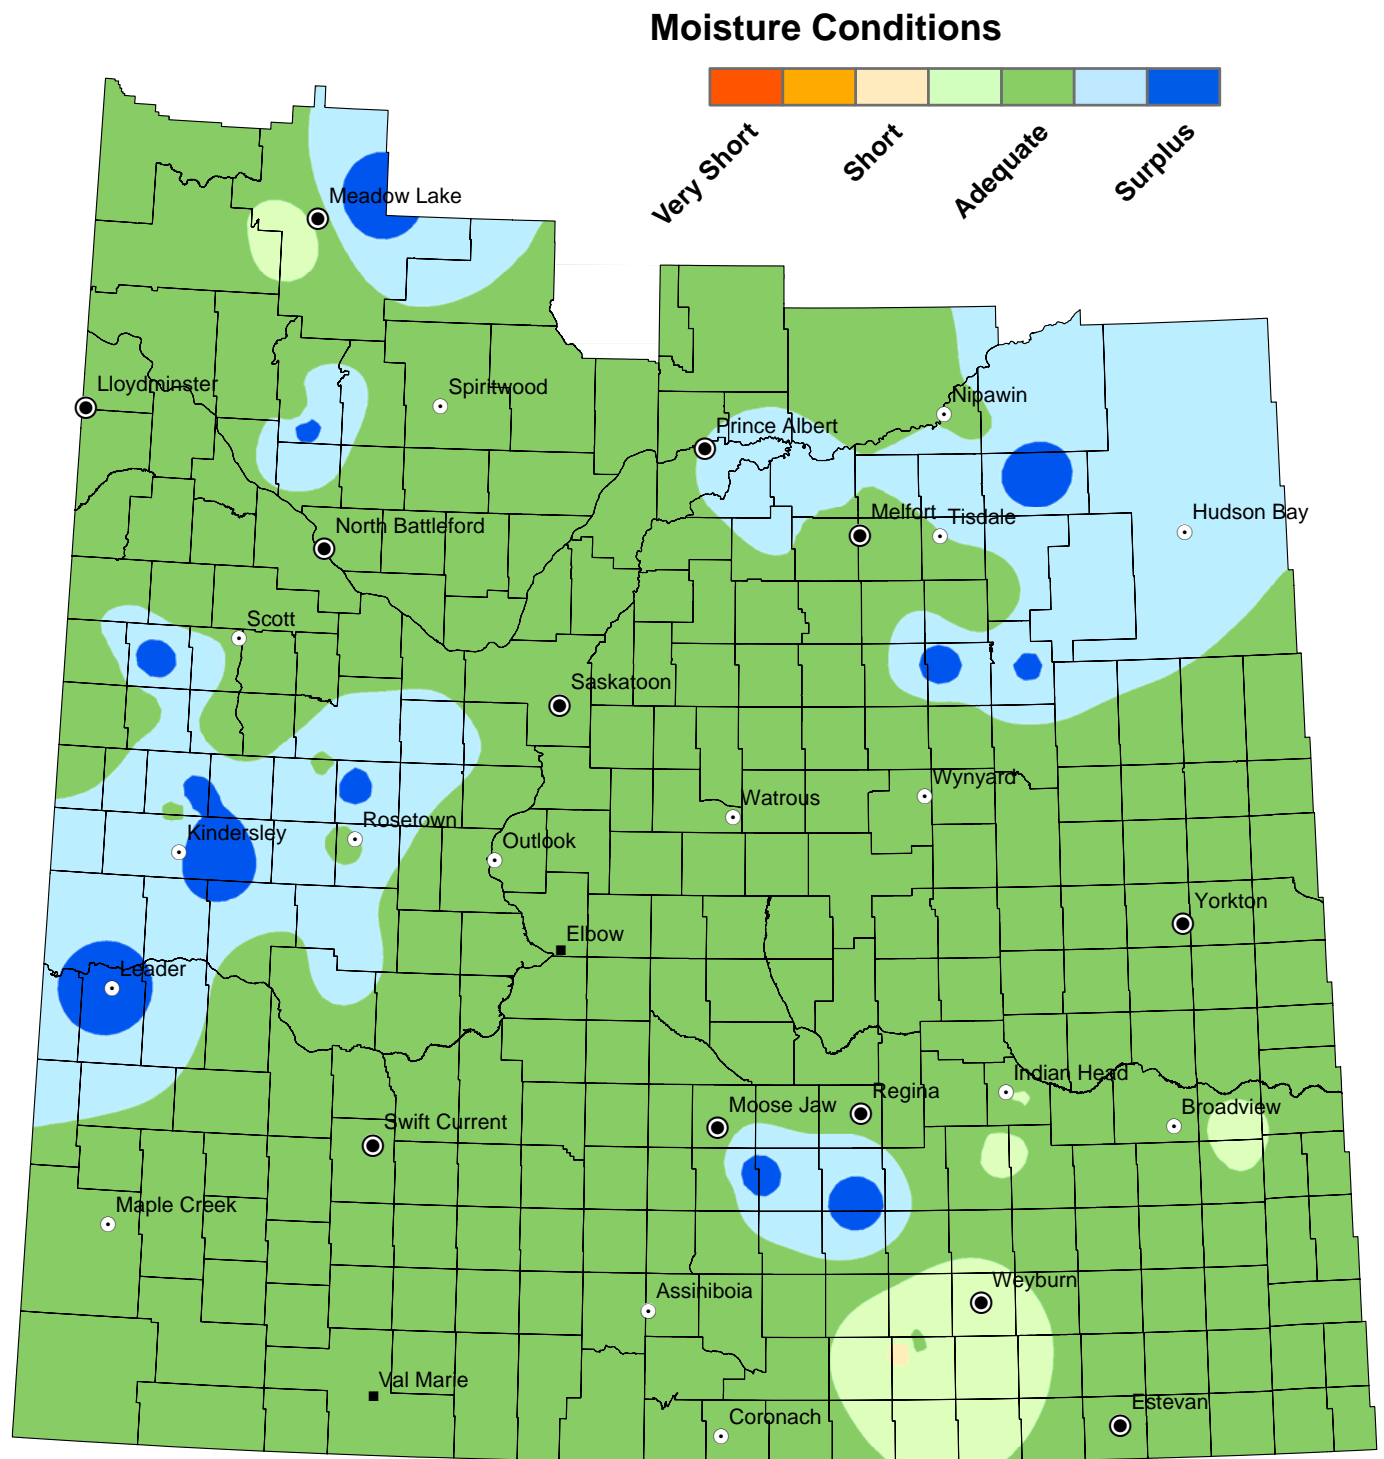 Moisture Conditions
Very Short
Short
Adequate
Surplus
Meadow Lake
Lloydminster
Spiritwood
Nipawin
Prince Albert
Melfort
Tisdale
Hudson Bay
North Battleford
Scott
Saskatoon
Wynyard
Watrous
Rosetown
Kindersley
Outlook
Yorkton
Elbow
Leader
Indian Head
Regina
Moose Jaw
Broadview
Swift Current
Maple Creek
Weyburn
Assiniboia
Val Marie
Estevan
Coronach